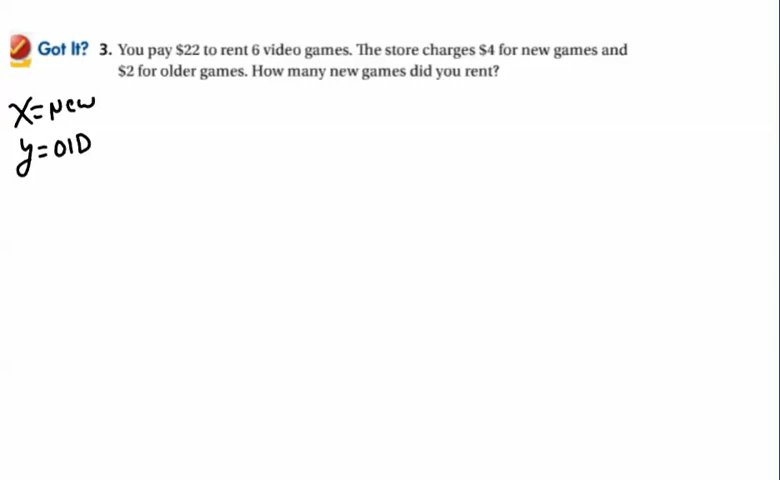 Got It? 3. You pay $22 to rent 6 video games. The store charges $4 for new games and
$2 for older games. How many new games did you rent?
x=New
y=OlD